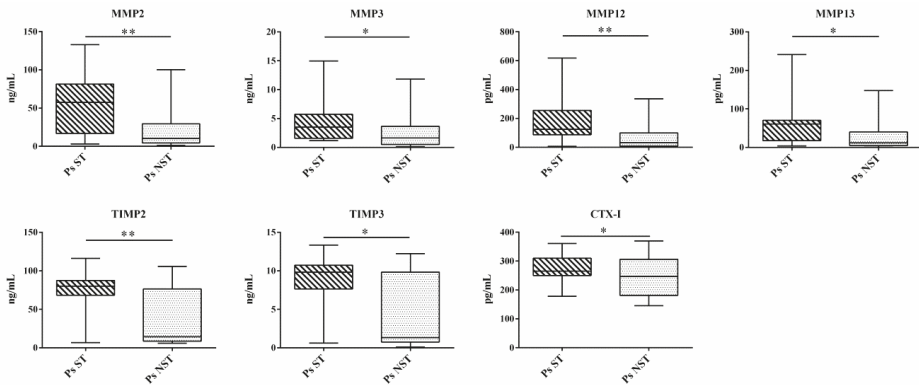 MMP2
**
ng/mL
150
100
50
0
Ps ST
Ps NST
MMP3
*
ng/mL
20
15
10
5
0
Ps ST
Ps NST
MMP12
**
pg/mL
800
600
400
200
0
Ps ST
Ps NST
MMP13
*
pg/mL
300
200
100
0
Ps ST
Ps NST
TIMP2
**
ng/mL
150
100
50
0
Ps ST
Ps NST
TIMP3
*
ng/mL
15
10
5
0
Ps ST
Ps NST
CTX-I
*
pg/mL
400
300
200
100
0
Ps ST
Ps NST